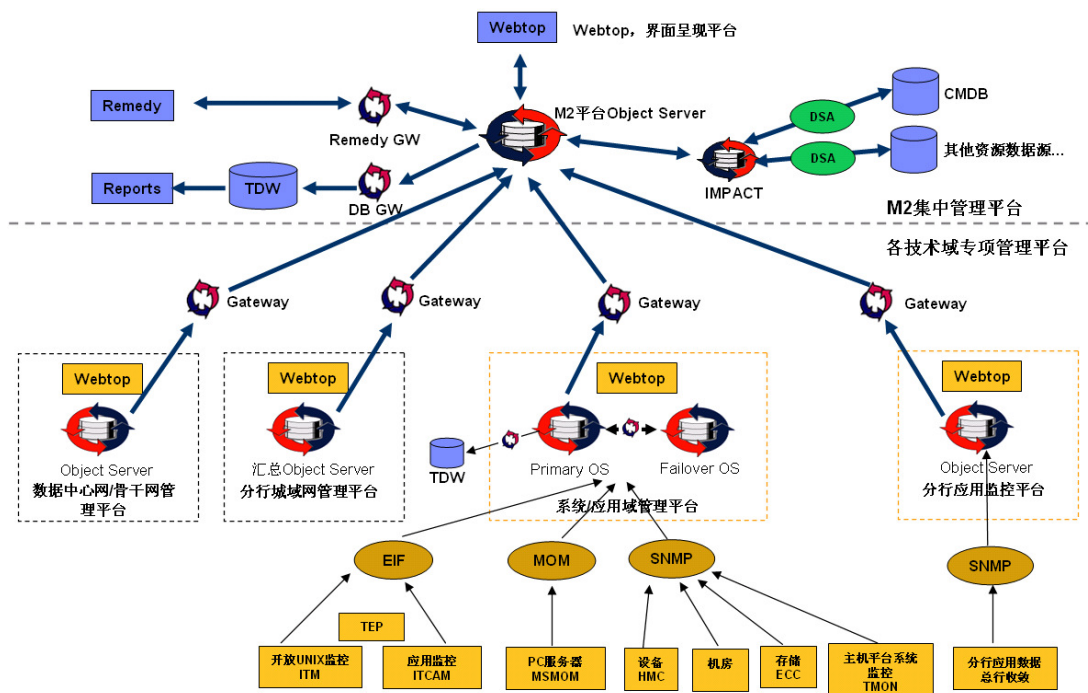 Webtop
Webtop，界面呈现平台
Remedy
Remedy GW
M2平台Object Server
DSA
CMDB
DSA
其他资源数据源...
IMPACT
Reports
TDW
DB GW
M2集中管理平台
各技术域专项管理平台
Gateway
Gateway
Gateway
Gateway
Webtop
Webtop
Webtop
Webtop
Object Server
数据中心网/骨干网管
理平台
汇总Object Server
分行城域网管理平台
TDW
Primary OS
Failover OS
系统/应用域管理平台
Object Server
分行应用监控平台
EIF
MOM
SNMP
SNMP
TEP
开放UNIX监控
ITM
应用监控
ITCAM
PC服务器
MSMOM
设备
HMC
机房
存储
ECC
主机平台系统
监控
TMON
分行应用数据
总行收敛